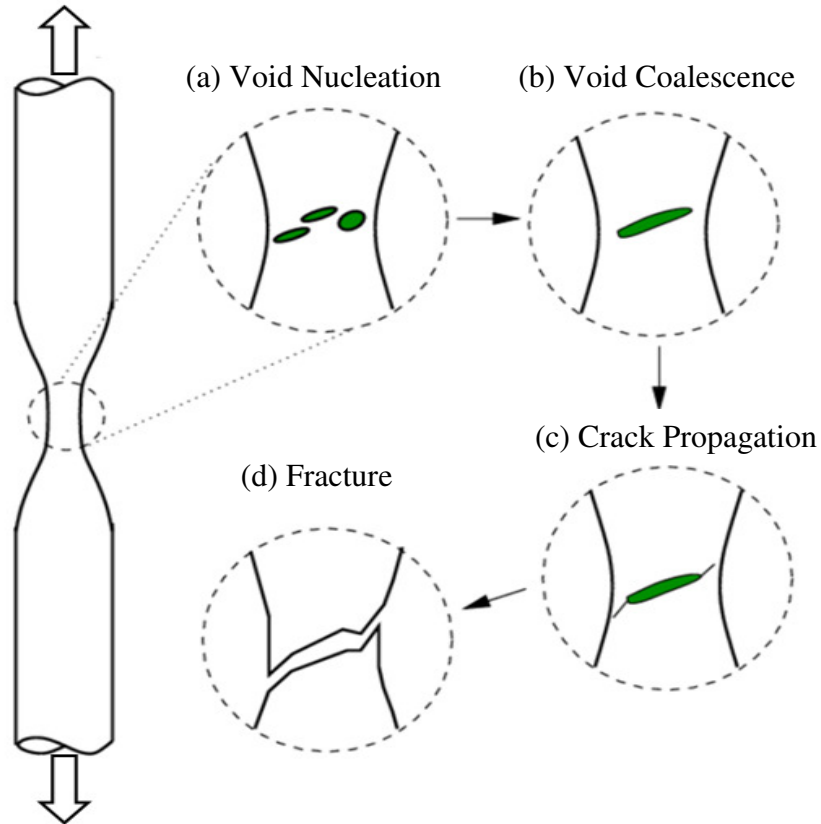 (a) Void Nucleation
(b) Void Coalescence
(c) Crack Propagation
(d) Fracture